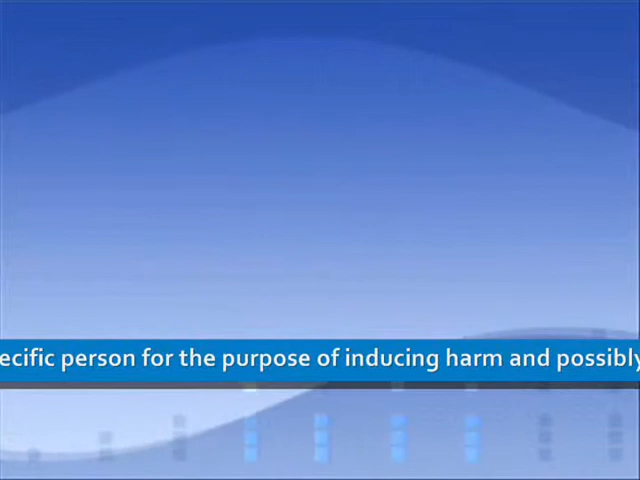 ecific person for the purpose of inducing harm and possibly